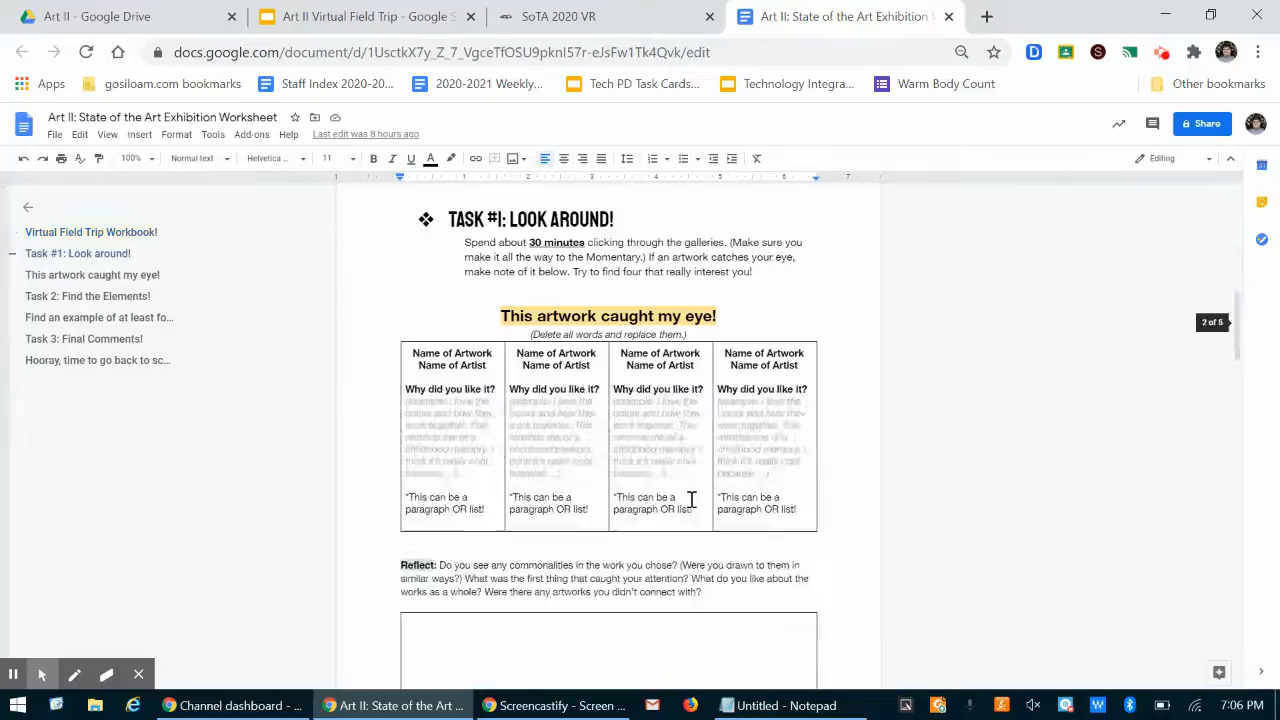 Art II - Google Drive
Art II Virtual Field Trip - Google S
SoTA 2020 VR
Art II: State of the Art Exhibition W
docs.google.com/document/d/1UsctkX7y_Z_7_VgceTfOSU9pknI57r-eJsFw1Tk4Qvk/edit
Apps
gosiloam.com bookmarks
Staff Index 2020-20...
2020-2021 Weekly...
Tech PD Task Cards...
Technology Integra...
Warm Body Count
Other bookmarks
Art II: State of the Art Exhibition Worksheet
File Edit View Insert Format Tools Add-ons Help Last edit was 8 hours ago
Share
100% Normal text Helvetica ... 11 B I U A Editing
1 1 2 3 4 5 6 7
Virtual Field Trip Workbook!
Task #1: Look around!
This artwork caught my eye!
Task 2: Find the Elements!
Find an example of at least fo...
Task 3: Final Comments!
Hooray, time to go back to sc...
TASK #1: LOOK AROUND!
Spend about 30 minutes clicking through the galleries. (Make sure you
make it all the way to the Momentary.) If an artwork catches your eye,
make note of it below. Try to find four that really interest you!
This artwork caught my eye!
(Delete all words and replace them.)
Name of Artwork Name of Artwork Name of Artwork Name of Artwork
Name of Artist Name of Artist Name of Artist Name of Artist
Why did you like it? Why did you like it? Why did you like it? Why did you like it?
*This can be a *This can be a *This can be a *This can be a
paragraph OR list! paragraph OR list! paragraph OR list! paragraph OR list!
Reflect: Do you see any commonalities in the work you chose? (Were you drawn to them in
similar ways?) What was the first thing that caught your attention? What do you like about the
works as a whole? Were there any artworks you didn't connect with?
2 of 5
Channel dashboard - ...
Art II: State of the Art ...
Screencastify - Screen ...
Untitled - Notepad
7:06 PM